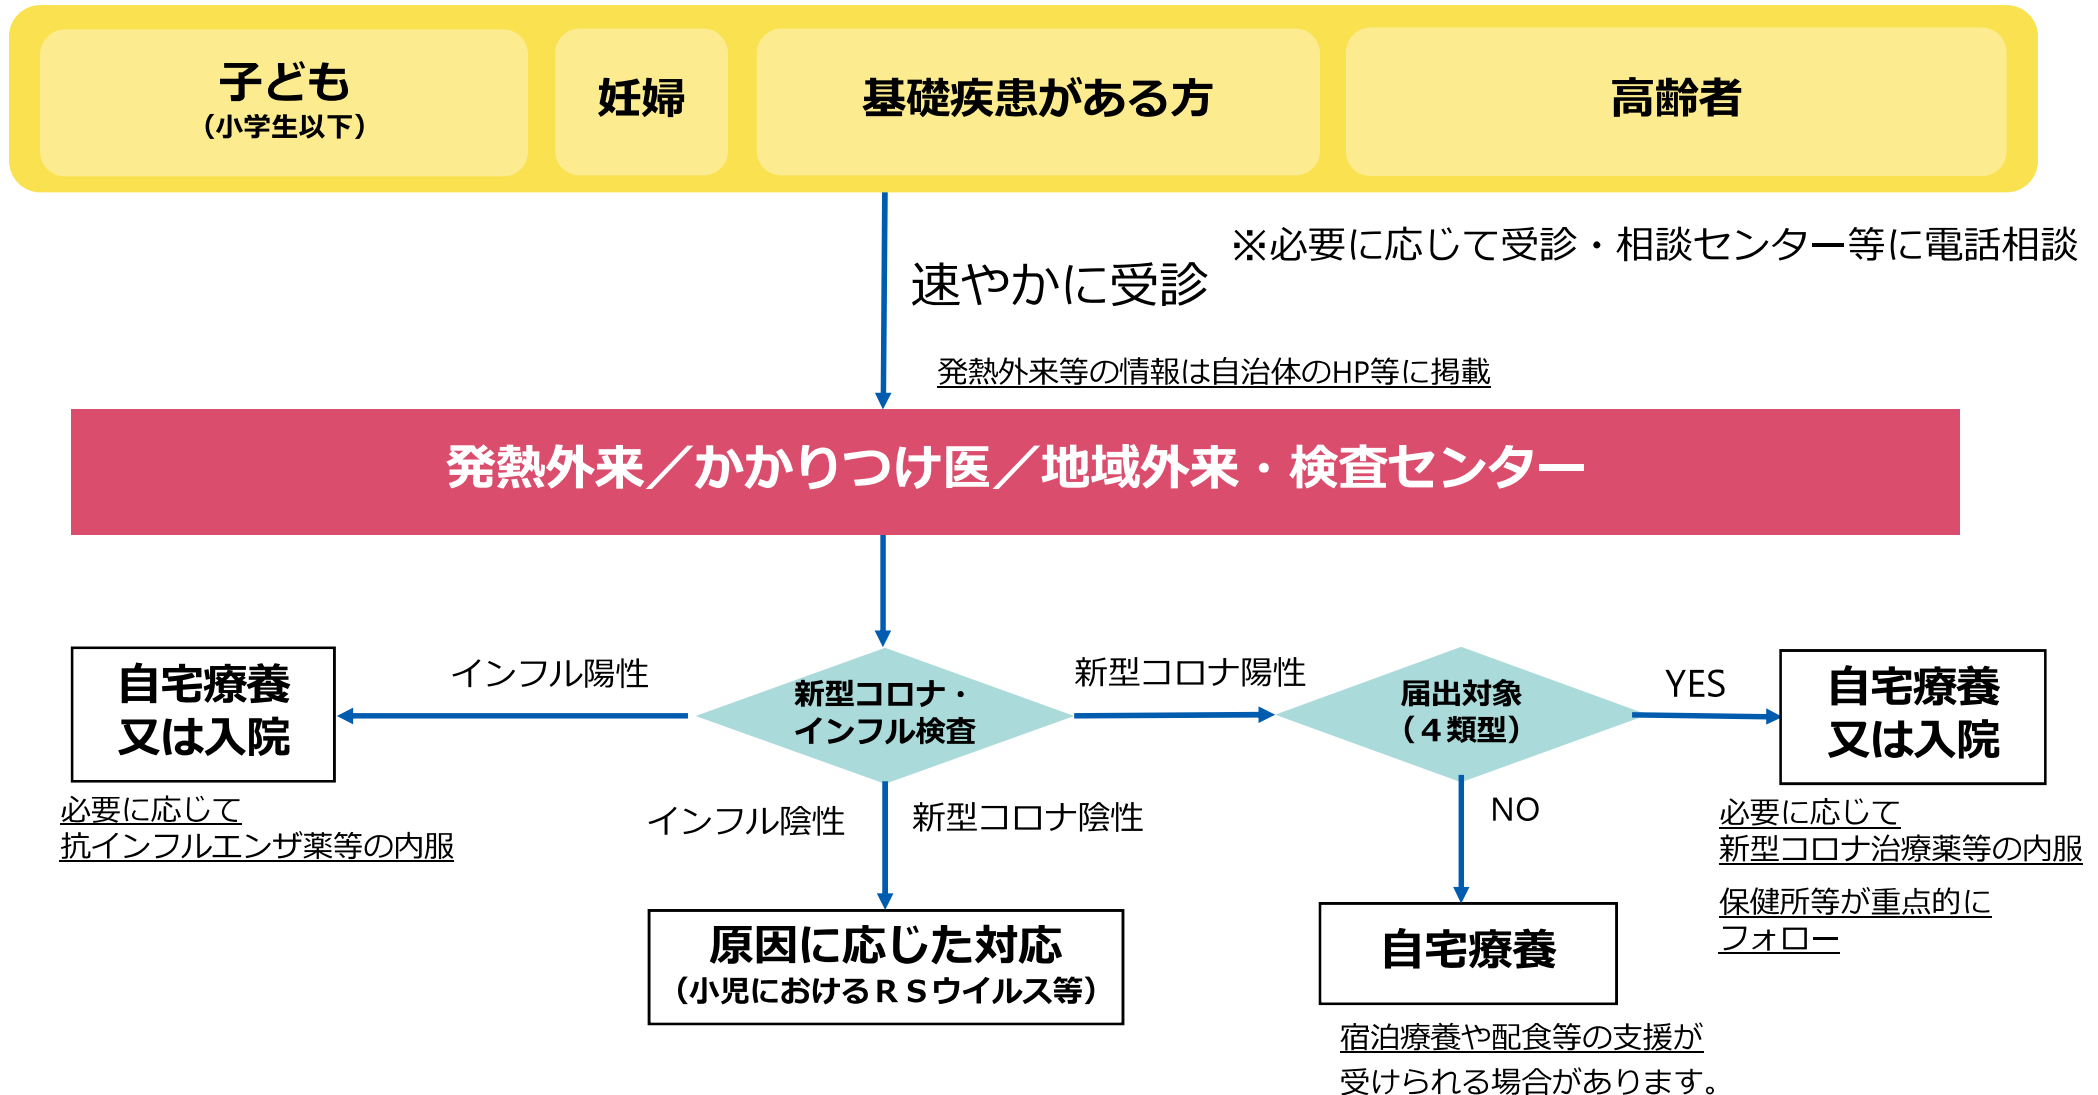 子ども
（小学生以下）
妊婦
基礎疾患がある方
高齢者
※必要に応じて受診・相談センター等に電話相談
速やかに受診
発熱外来等の情報は自治体のHP等に掲載
発熱外来／かかりつけ医／地域外来・検査センター
インフル陽性
新型コロナ・
インフル検査
新型コロナ陽性
届出対象
（４類型）
YES
自宅療養
又は入院
必要に応じて
抗インフルエンザ薬等の内服
インフル陰性
新型コロナ陰性
NO
自宅療養
又は入院
必要に応じて
新型コロナ治療薬等の内服
保健所等が重点的に
フォロー
原因に応じた対応
（小児におけるＲＳウイルス等）
自宅療養
宿泊療養や配食等の支援が
受けられる場合があります。